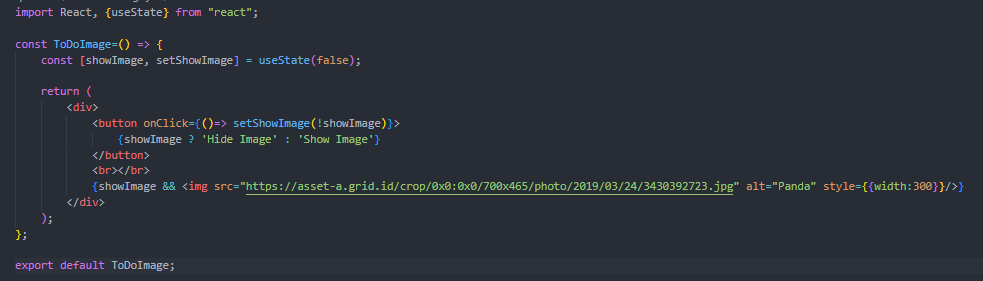 import React, {useState} from "react";
const ToDoImage=() => {
const [showImage, setShowImage] = useState(false);
return (
<div>
<button onClick={()=> setShowImage(!showImage)}>
{showImage ? 'Hide Image' : 'Show Image'}
</button>
<br></br>
{showImage && <img src="https://asset-a.grid.id/crop/0x0:0x0/700x465/photo/2019/03/24/3430392723.jpg" alt="Panda" style={{width:300}}/>}
</div>
);
};
export default ToDoImage;